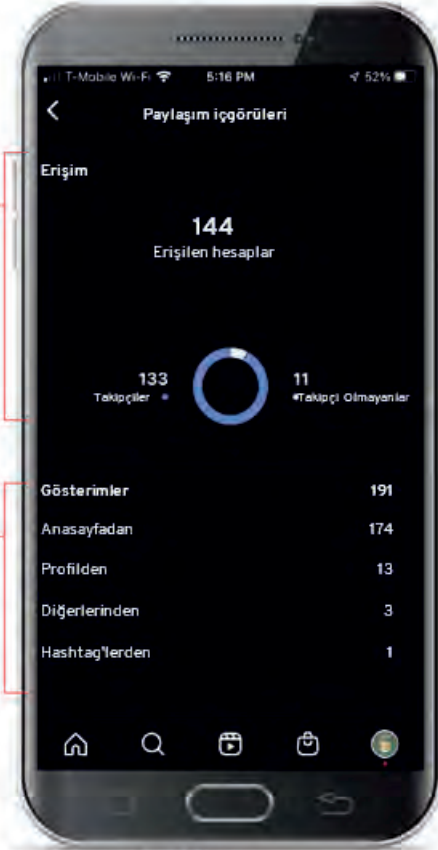 T-Mobile Wi-Fi 5:16 PM 52%
Paylaşım içgörüleri
Erişim
144
Erişilen hesaplar
133 11
Takipçiler Takipçi Olmayanlar
Gösterimler 191
Anasayfadan 174
Profilden 13
Diğerlerinden 3
Hashtag'lerden 1